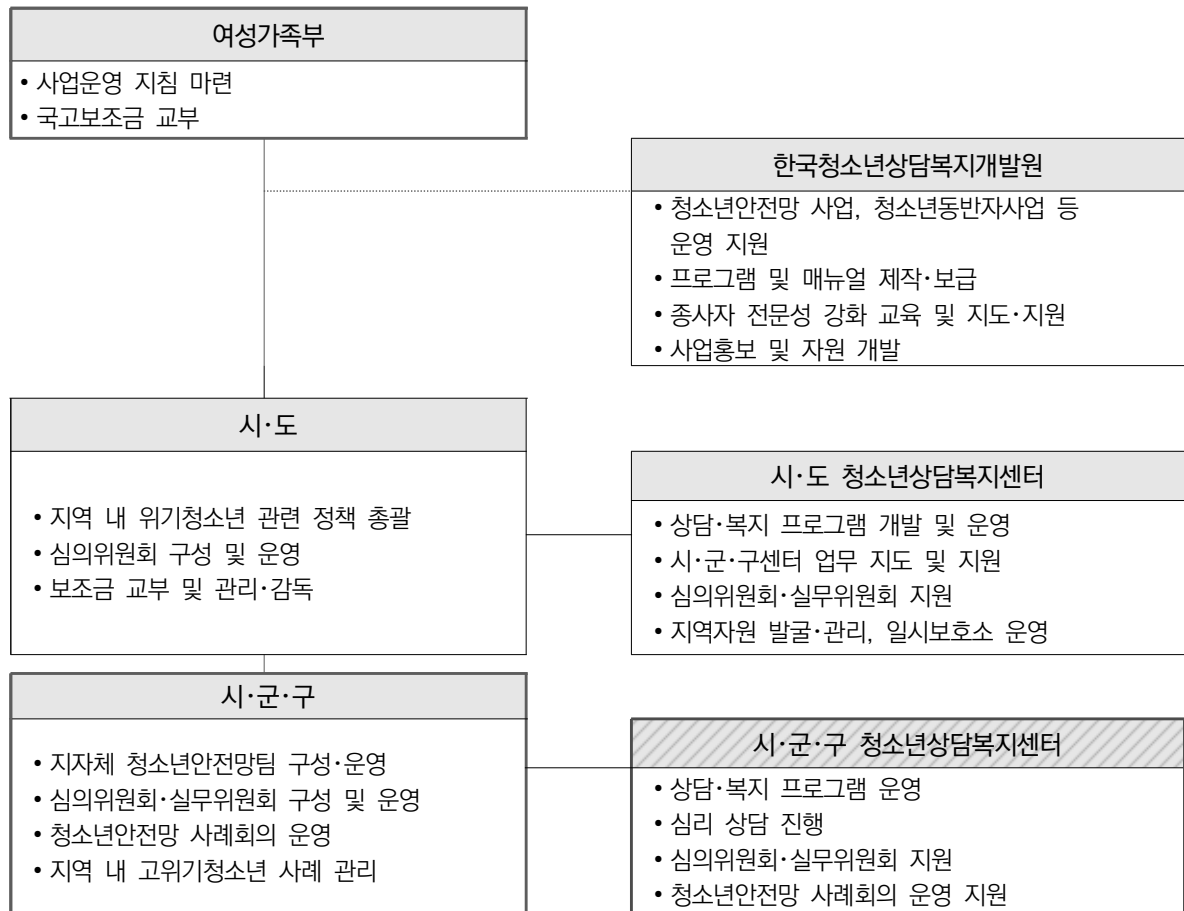 여성가족부
• 사업운영 지침 마련
• 국고보조금 교부
한국청소년상담복지개발원
• 청소년안전망 사업, 청소년동반자사업 등
운영 지원
• 프로그램 및 매뉴얼 제작·보급
• 종사자 전문성 강화 교육 및 지도·지원
• 사업홍보 및 자원 개발
시·도
• 지역 내 위기청소년 관련 정책 총괄
• 심의위원회 구성 및 운영
• 보조금 교부 및 관리·감독
시·도 청소년상담복지센터
• 상담·복지 프로그램 개발 및 운영
• 시·군·구센터 업무 지도 및 지원
• 심의위원회·실무위원회 지원
• 지역자원 발굴·관리, 일시보호소 운영
시·군·구
• 지자체 청소년안전망팀 구성·운영
• 심의위원회·실무위원회 구성 및 운영
• 청소년안전망 사례회의 운영
• 지역 내 고위기청소년 사례 관리
시·군·구 청소년상담복지센터
• 상담·복지 프로그램 운영
• 심리 상담 진행
• 심의위원회·실무위원회 지원
• 청소년안전망 사례회의 운영 지원